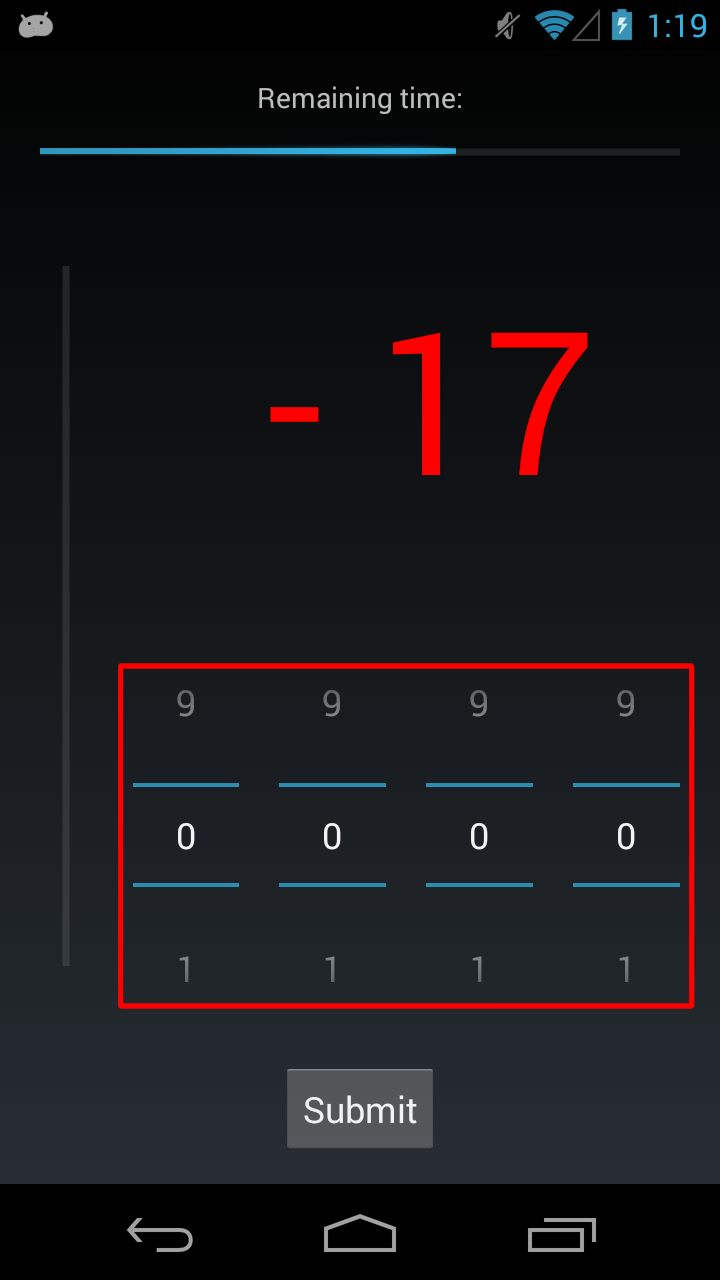 1:19
Remaining time:
- 17
9 9 9 9
0 0 0 0
1 1 1 1
Submit